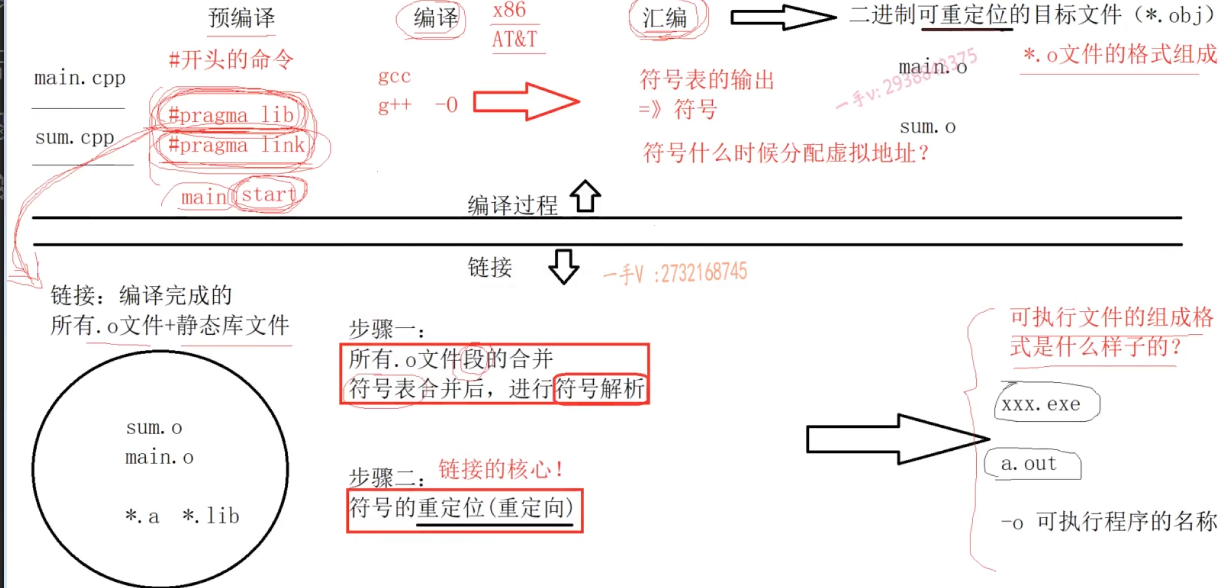 预编译
编译
x86
AT&T
汇编
二进制可重定位的目标文件（*.obj）
*.o文件的格式组成
main.cpp
sum.cpp
#开头的命令
#pragma lib
#pragma link
main start
gcc
g++ -O
符号表的输出
=》符号
符号什么时候分配虚拟地址？
main.o
sum.o
编译过程
链接
一手V :2732168745
链接：编译完成的
所有.o文件+静态库文件
sum.o
main.o
*.a *.lib
步骤一：
所有.o文件段的合并
符号表合并后，进行符号解析
步骤二：链接的核心！
符号的重定位(重定向)
可执行文件的组成格
式是什么样子的？
xxx.exe
a.out
-o 可执行程序的名称